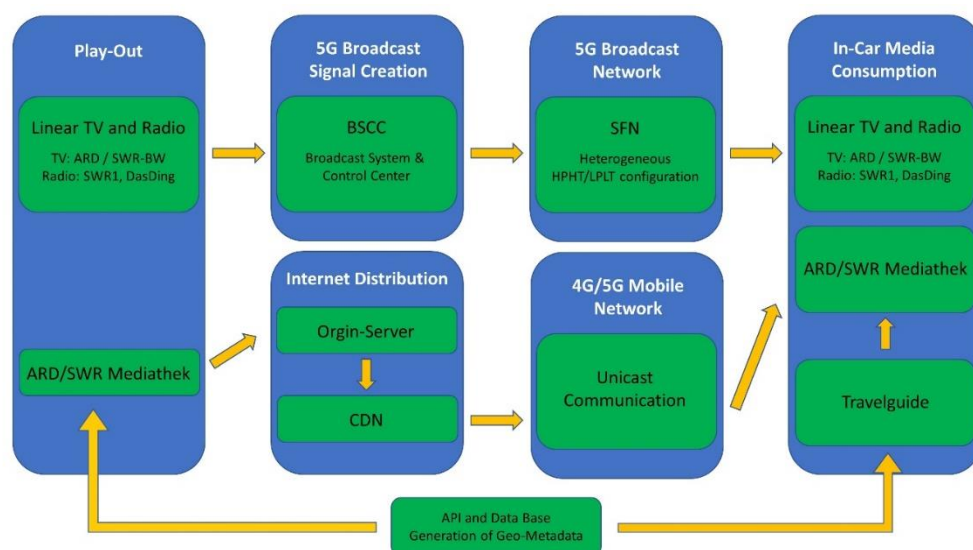 Play-Out
Linear TV and Radio
TV: ARD / SWR-BW
Radio: SWR1, DasDing
ARD/SWR Mediathek
5G Broadcast
Signal Creation
BSCC
Broadcast System &
Control Center
5G Broadcast
Network
SFN
Heterogeneous
HPHT/LPLT configuration
Internet Distribution
Orgin-Server
CDN
4G/5G Mobile
Network
Unicast
Communication
In-Car Media
Consumption
Linear TV and Radio
TV: ARD / SWR-BW
Radio: SWR1, DasDing
ARD/SWR Mediathek
Travelguide
API and Data Base
Generation of Geo-Metadata